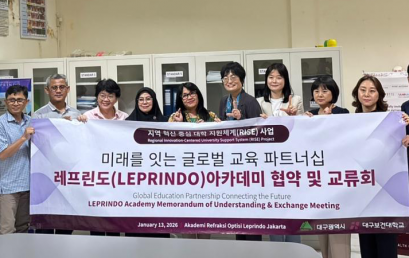 지역 혁신 중심 대학 지원체계(RISE) 사업
Regional Innovation-Centered University Support System (RISE) Project
미래를 잇는 글로벌 교육 파트너십
레프린도(LEPRINDO)아카데미 협약 및 교류회
Global Education Partnership Connecting the Future
LEPRINDO Academy Memorandum of Understanding & Exchange Meeting
January 13, 2026 Akademi Refraksi Optisi Leprindo Jakarta
대구광역시 대구보건대학교